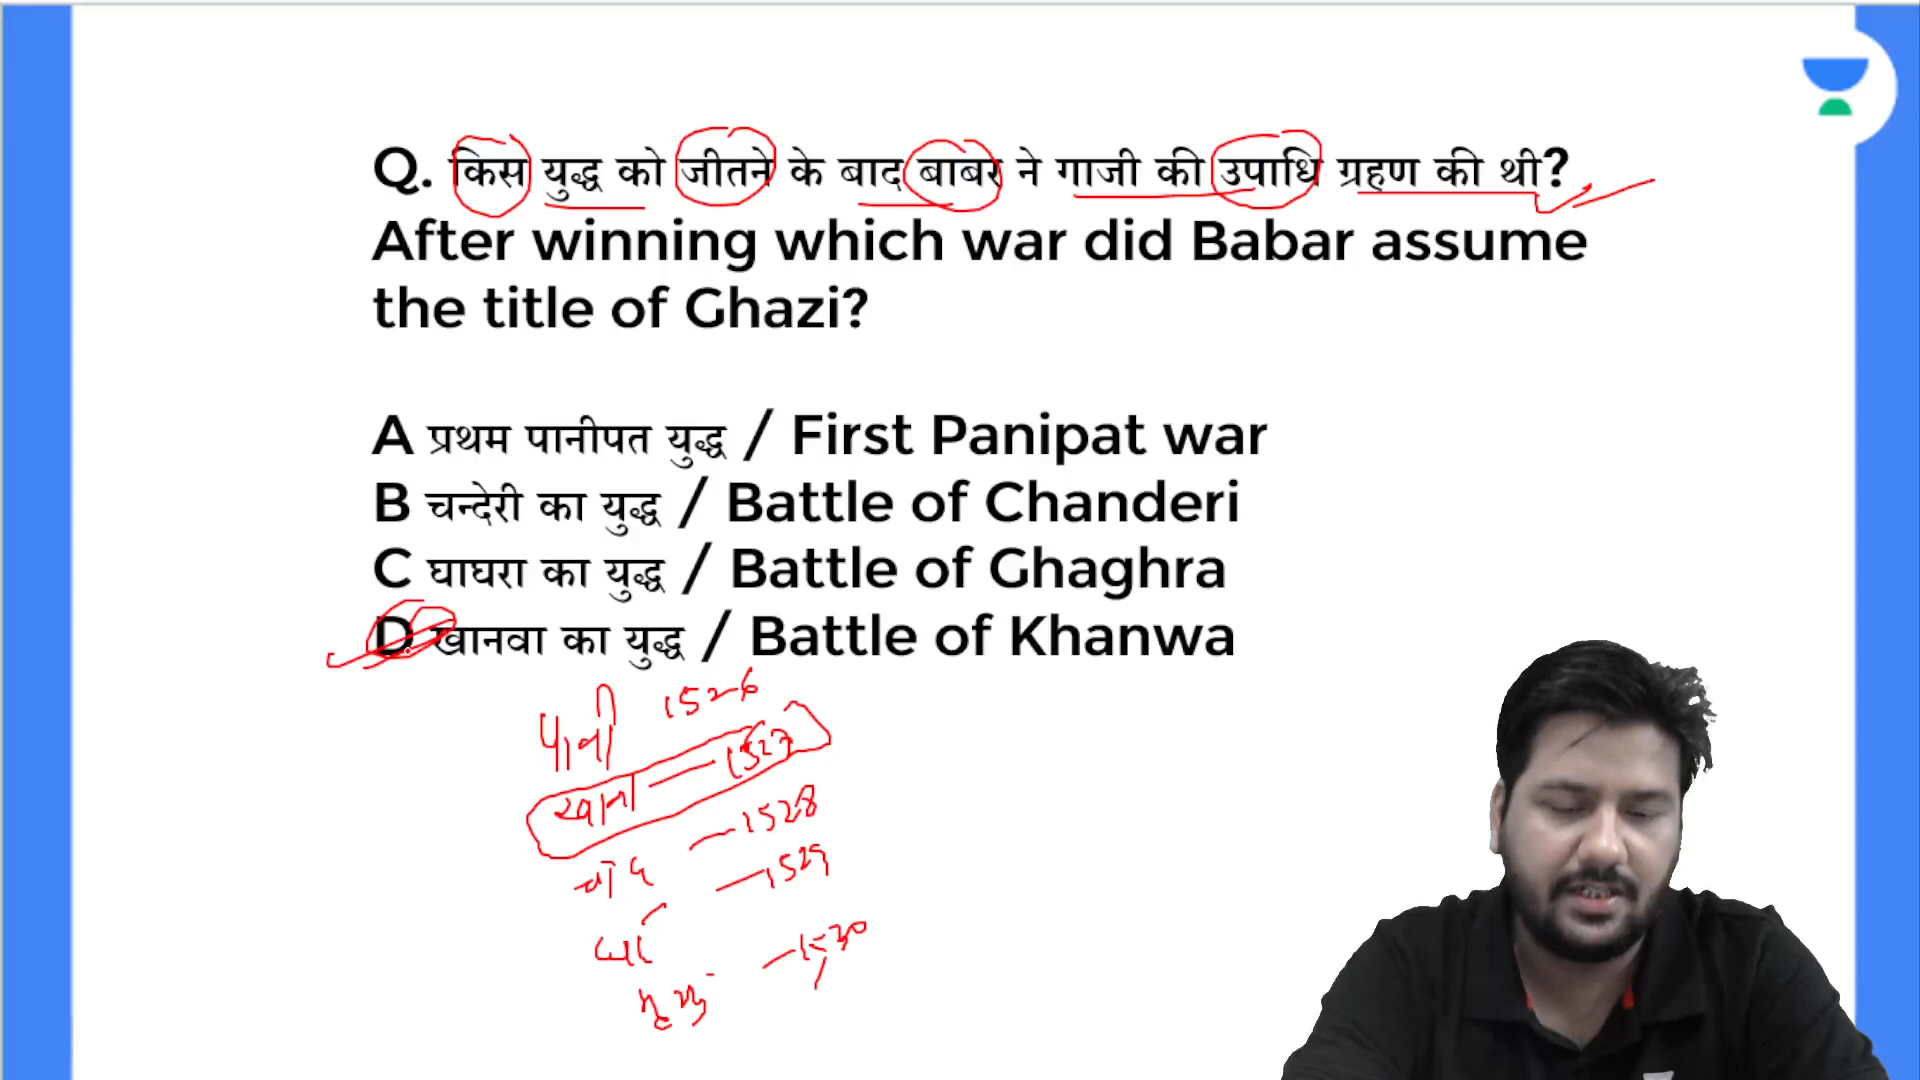 Q. किस युद्ध को जीतने के बाद बाबर ने गाजी की उपाधि ग्रहण की थी?
After winning which war did Babar assume
the title of Ghazi?
A प्रथम पानीपत युद्ध / First Panipat war
B चन्देरी का युद्ध / Battle of Chanderi
C घाघरा का युद्ध / Battle of Ghaghra
D खानवा का युद्ध / Battle of Khanwa
पानी 1526
खान — 1527
— 1528
— 1529
— 1530